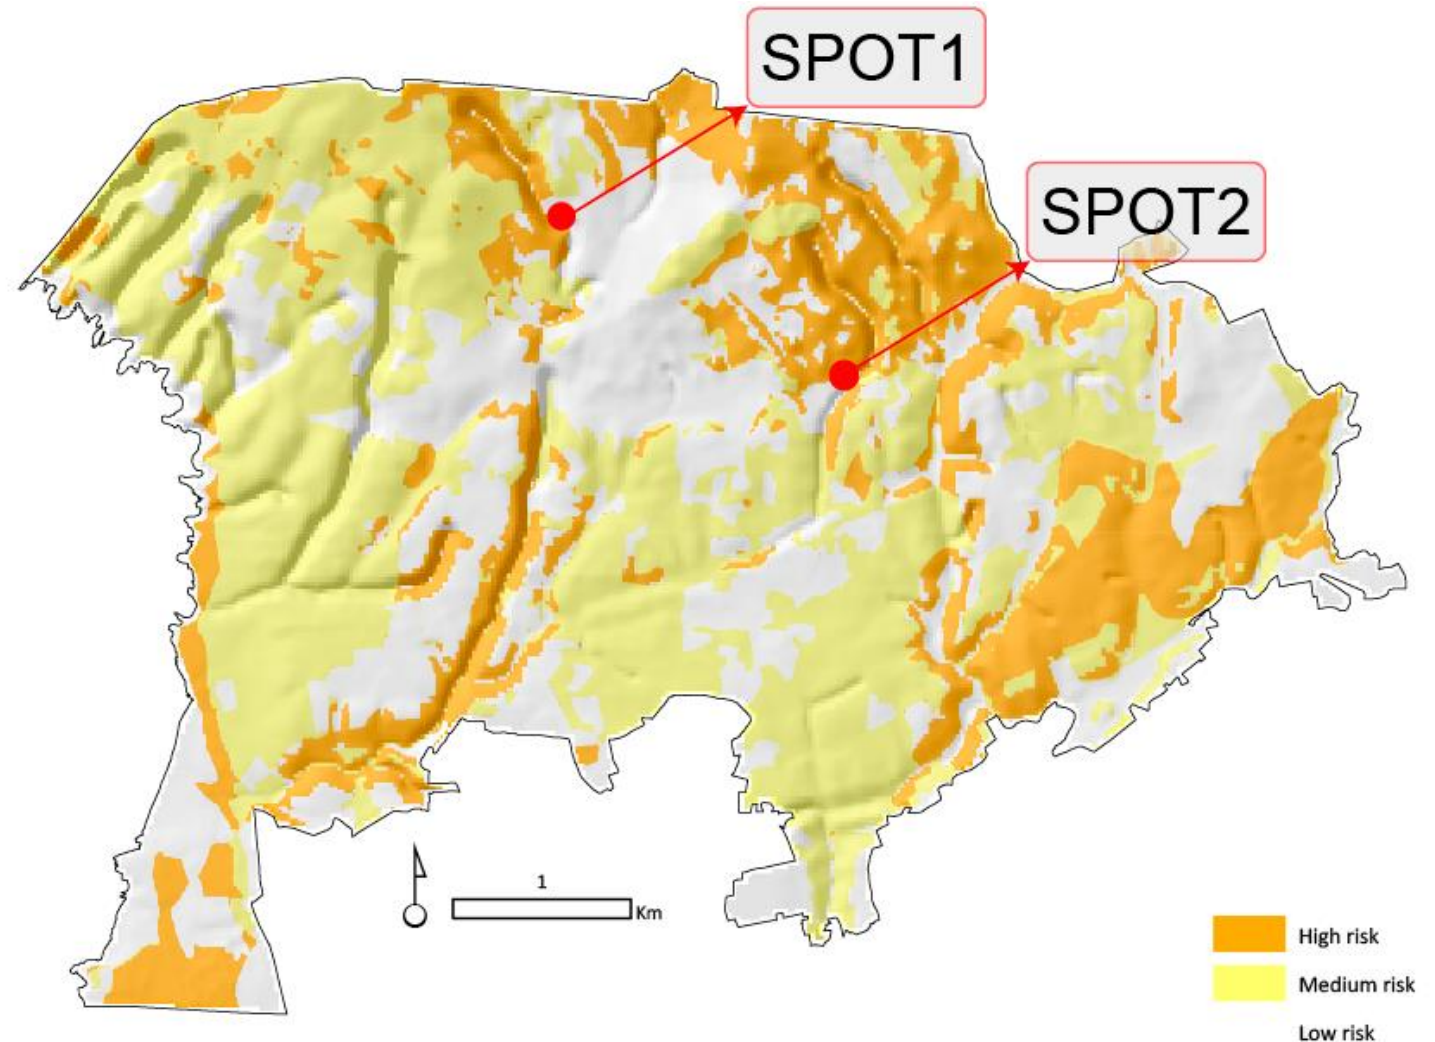 SPOT1
SPOT2
1
Km
High risk
Medium risk
Low risk